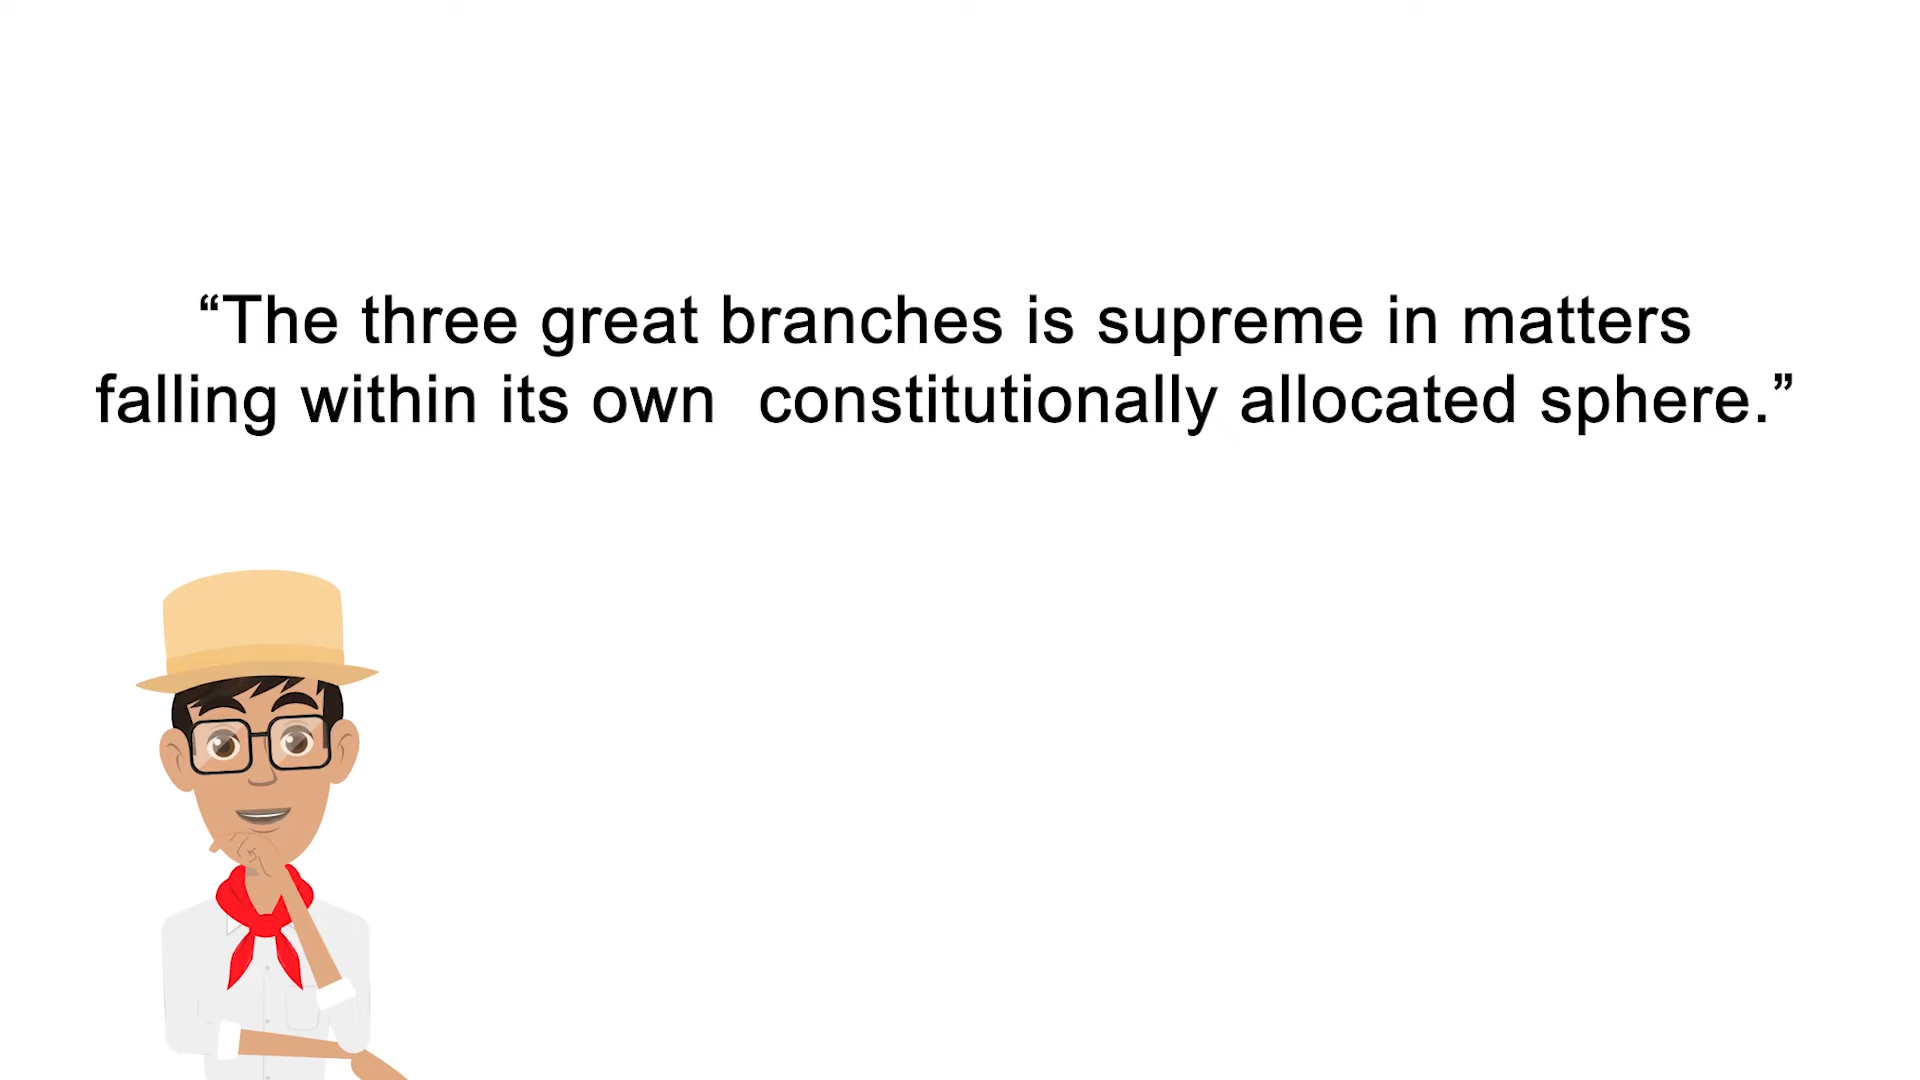 “The three great branches is supreme in matters
falling within its own  constitutionally allocated sphere.”